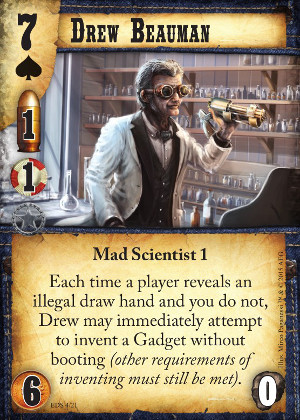 7
DREW BEAUMAN
1
1
Mad Scientist 1
Each time a player reveals an
illegal draw hand and you do not,
Drew may immediately attempt
to invent a Gadget without
booting (other requirements of
inventing must still be met).
6
0